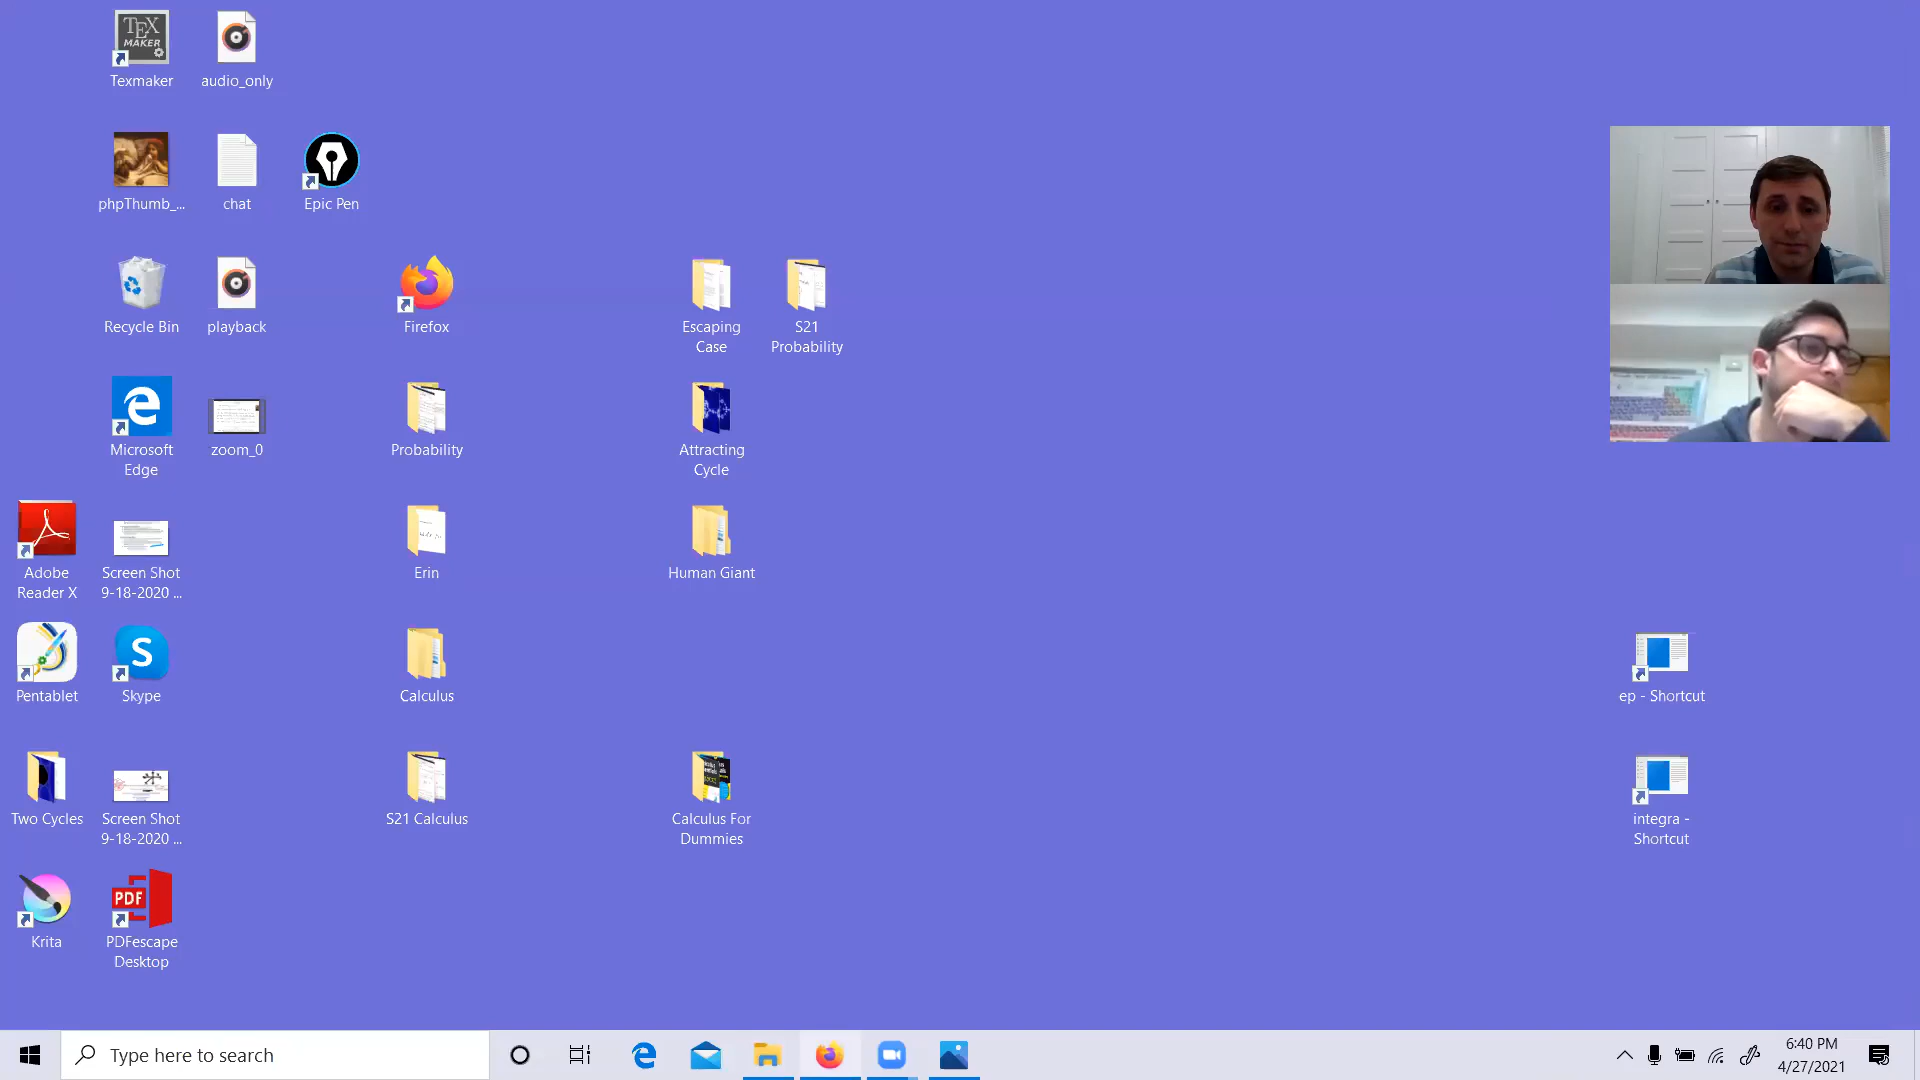 TEX
MAKER
Texmaker
audio_only
phpThumb_...
chat
Epic Pen
Recycle Bin
playback
Firefox
Escaping
Case
S21
Probability
Microsoft
Edge
zoom_0
Probability
Attracting
Cycle
Adobe
Reader X
Screen Shot
9-18-2020 ...
Erin
Human Giant
Pentablet
S
Skype
Calculus
ep - Shortcut
Two Cycles
Screen Shot
9-18-2020 ...
S21 Calculus
Calculus For
Dummies
integra -
Shortcut
Krita
PDF
PDFescape
Desktop
Type here to search
6:40 PM
4/27/2021